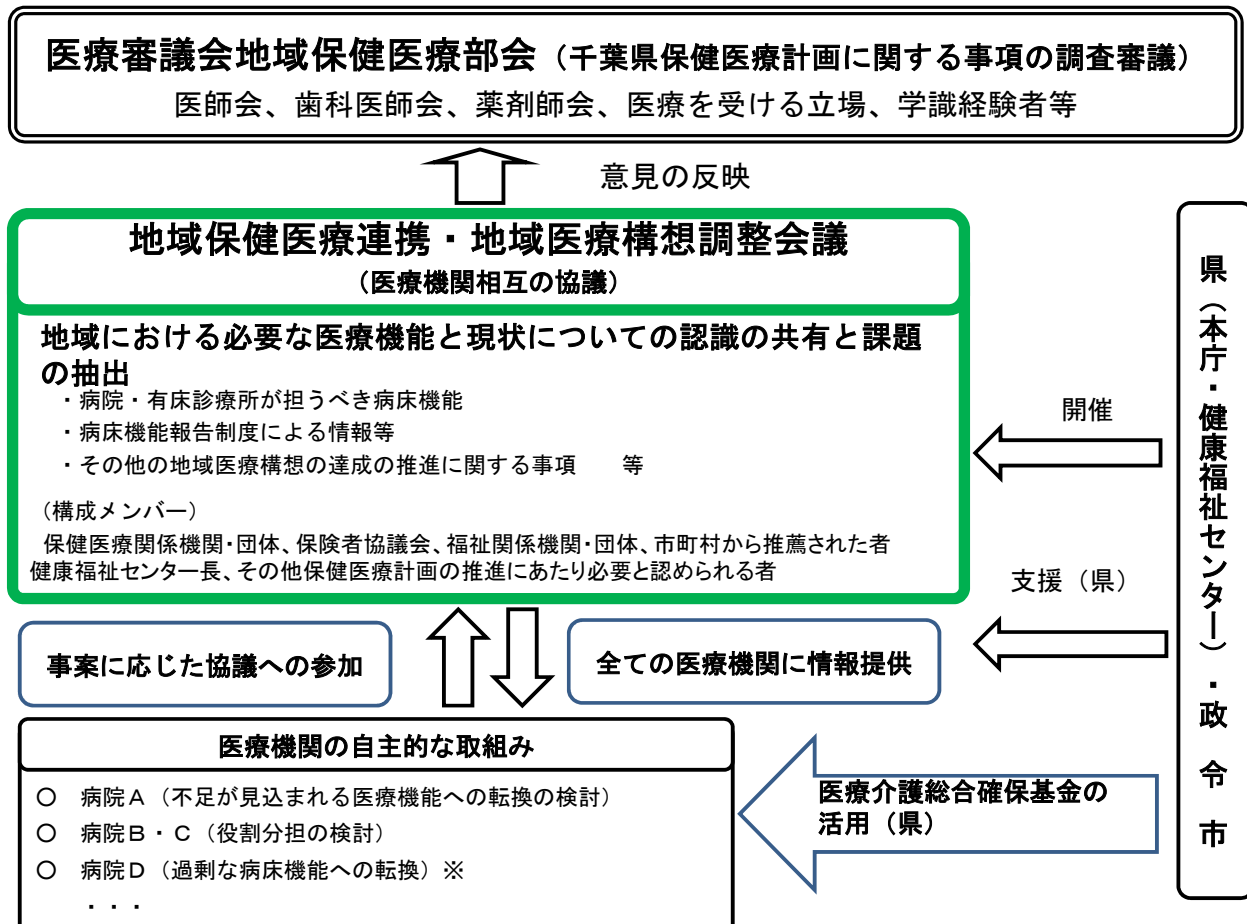 医療審議会地域保健医療部会（千葉県保健医療計画に関する事項の調査審議）
医師会、歯科医師会、薬剤師会、医療を受ける立場、学識経験者等
意見の反映
地域保健医療連携・地域医療構想調整会議
（医療機関相互の協議）
地域における必要な医療機能と現状についての認識の共有と課題
の抽出
・病院・有床診療所が担うべき病床機能
・病床機能報告制度による情報等
・その他の地域医療構想の達成の推進に関する事項　　等
（構成メンバー）
保健医療関係機関・団体、保険者協議会、福祉関係機関・団体、市町村から推薦された者
健康福祉センター長、その他保健医療計画の推進にあたり必要と認められる者
開催
支援（県）
県（本庁・健康福祉センター）・政令市
事案に応じた協議への参加
全ての医療機関に情報提供
医療機関の自主的な取組み
○　病院Ａ（不足が見込まれる医療機能への転換の検討）
○　病院Ｂ・Ｃ（役割分担の検討）
○　病院Ｄ（過剰な病床機能への転換）※
・・・
医療介護総合確保基金の
活用（県）